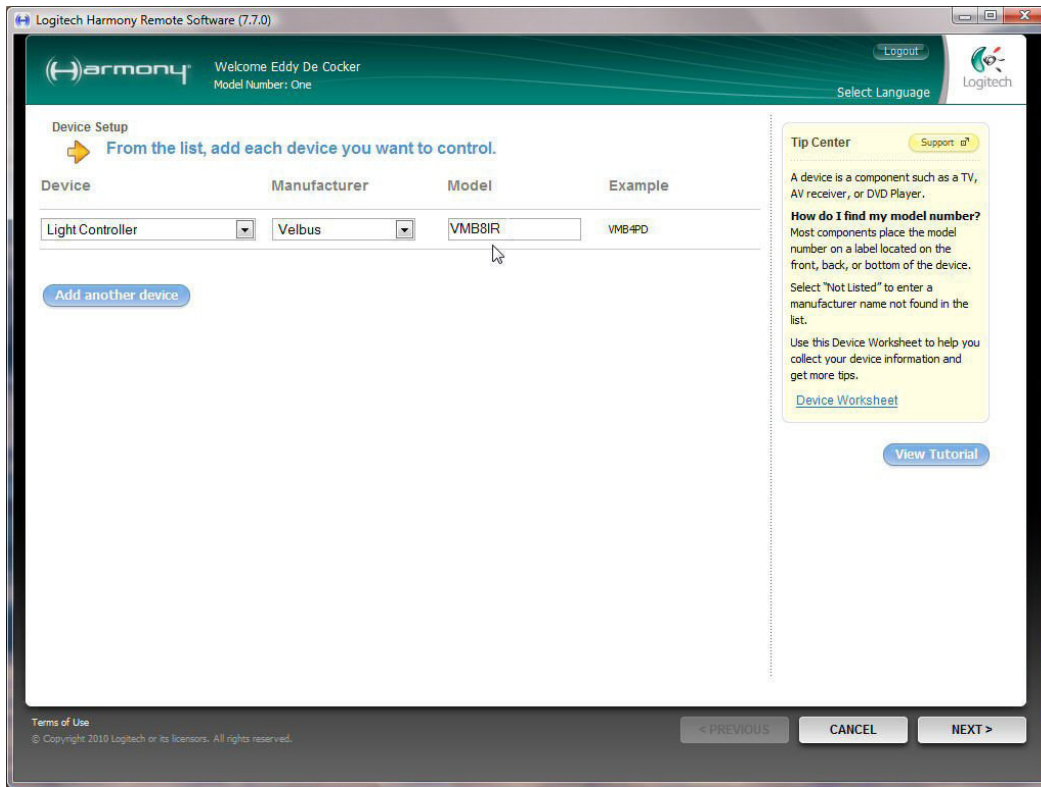 Logitech Harmony Remote Software (7.7.0)
Harmony
Welcome Eddy De Cocker
Model Number: One
Logout
Select Language
Logitech
Device Setup
From the list, add each device you want to control.
Device Manufacturer Model Example
Light Controller Velbus VMB8IR VMB4PD
Add another device
Tip Center Support
A device is a component such as a TV,
AV receiver, or DVD Player.
How do I find my model number?
Most components place the model
number on a label located on the
front, back, or bottom of the device.
Select "Not Listed" to enter a
manufacturer name not found in the
list.
Use this Device Worksheet to help you
collect your device information and
get more tips.
Device Worksheet
View Tutorial
Terms of Use
© Copyright 2010 Logitech or its licensors. All rights reserved.
< PREVIOUS CANCEL NEXT >